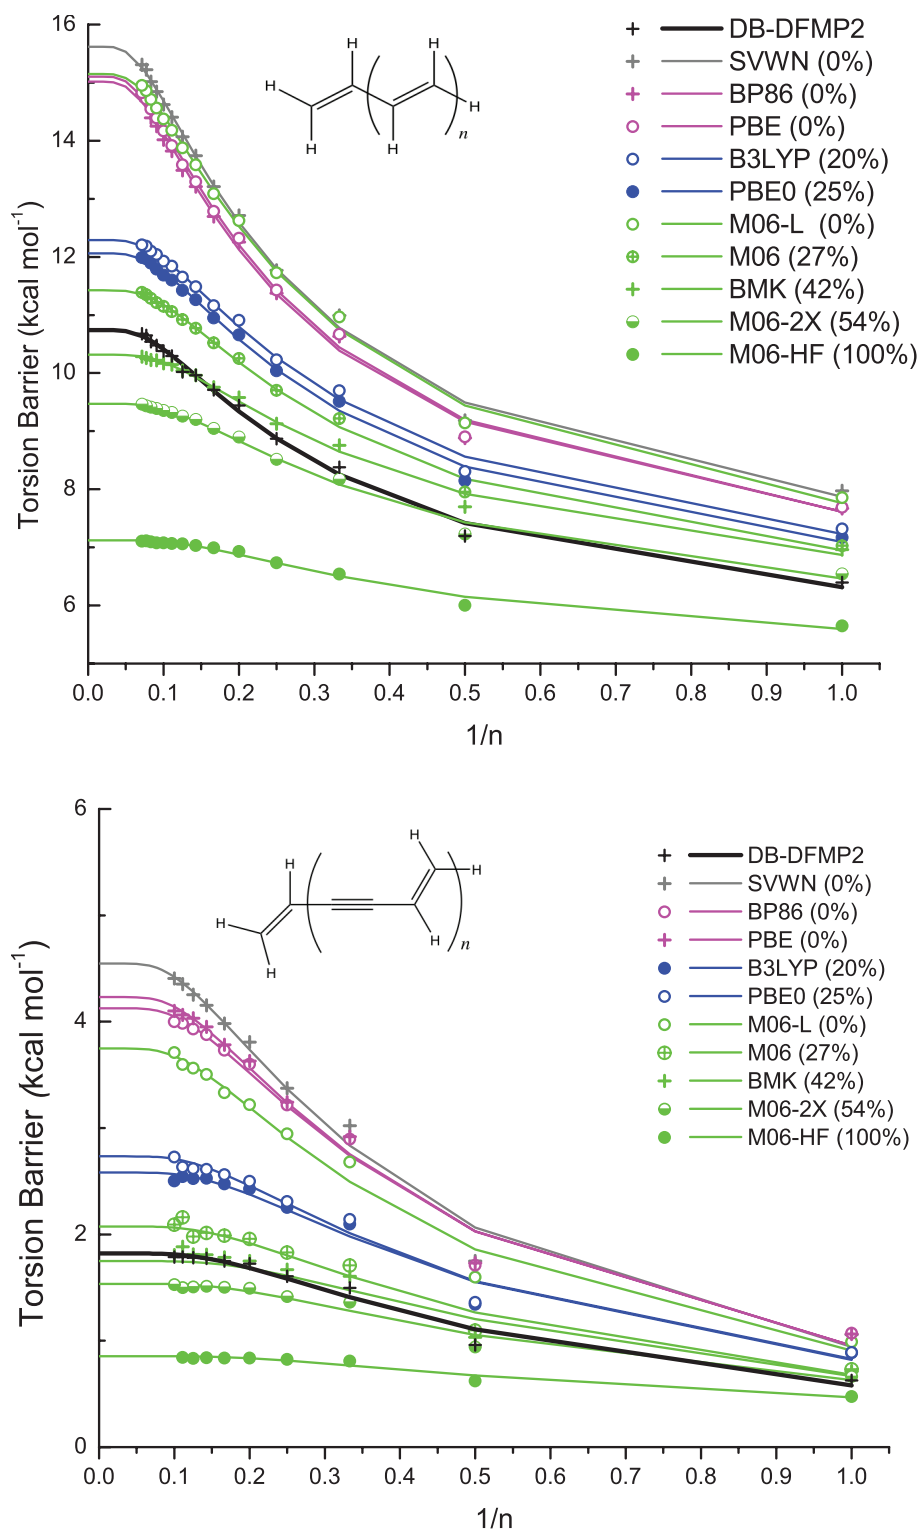 16
14
12
10
8
6
Torsion Barrier (kcal mol⁻¹)
H
H
H
H
H
H
n
DB-DFMP2
SVWN (0%)
BP86 (0%)
PBE (0%)
B3LYP (20%)
PBE0 (25%)
M06-L (0%)
M06 (27%)
BMK (42%)
M06-2X (54%)
M06-HF (100%)
0.0 0.1 0.2 0.3 0.4 0.5 0.6 0.7 0.8 0.9 1.0
1/n
6
4
2
0
Torsion Barrier (kcal mol⁻¹)
H
H
H
H
H
H
n
DB-DFMP2
SVWN (0%)
BP86 (0%)
PBE (0%)
B3LYP (20%)
PBE0 (25%)
M06-L (0%)
M06 (27%)
BMK (42%)
M06-2X (54%)
M06-HF (100%)
0.0 0.1 0.2 0.3 0.4 0.5 0.6 0.7 0.8 0.9 1.0
1/n